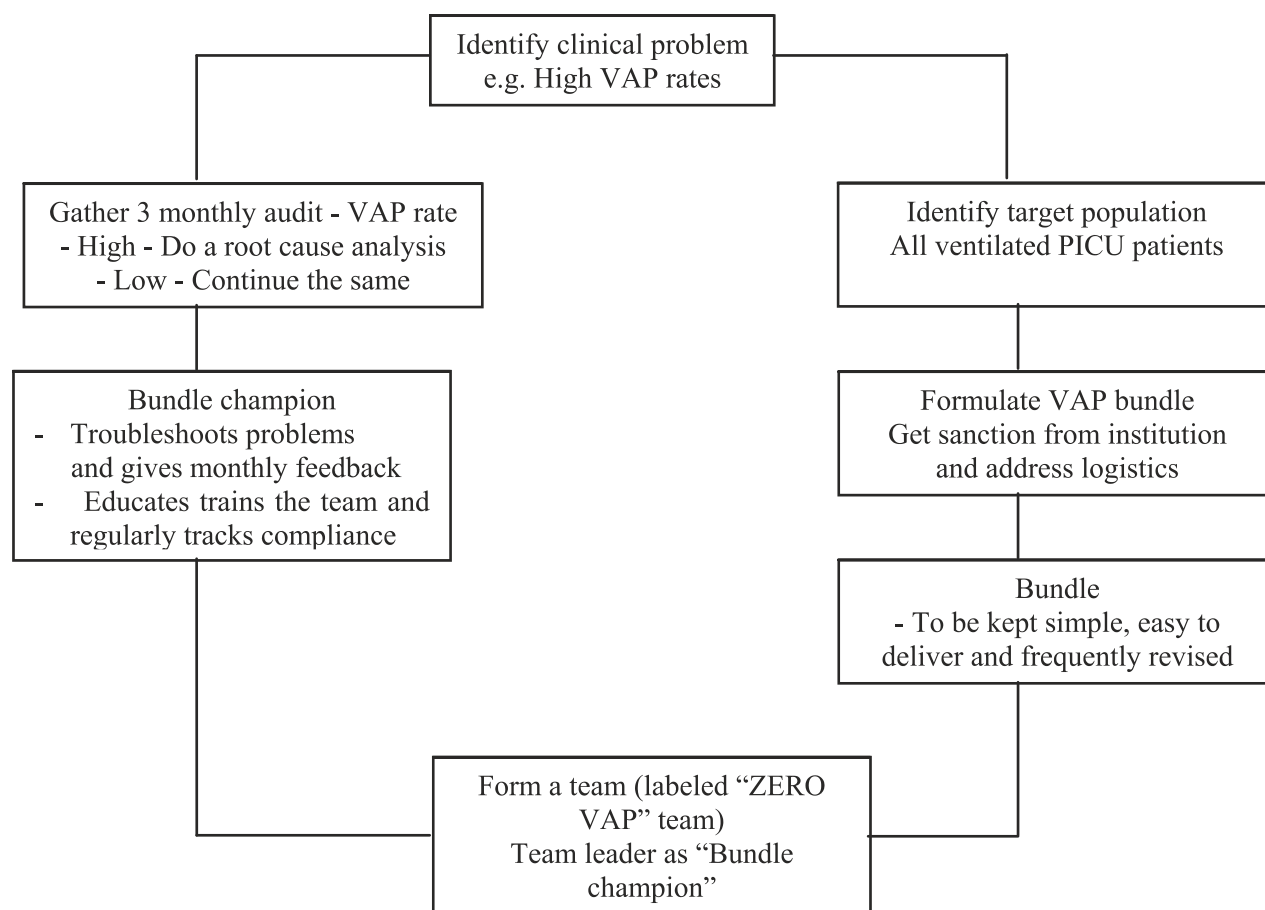 Identify clinical problem
e.g. High VAP rates
Gather 3 monthly audit - VAP rate
- High - Do a root cause analysis
- Low - Continue the same
Identify target population
All ventilated PICU patients
Bundle champion
- Troubleshoots problems
and gives monthly feedback
- Educates trains the team and
regularly tracks compliance
Formulate VAP bundle
Get sanction from institution
and address logistics
Bundle
- To be kept simple, easy to
deliver and frequently revised
Form a team (labeled “ZERO
VAP” team)
Team leader as “Bundle
champion”